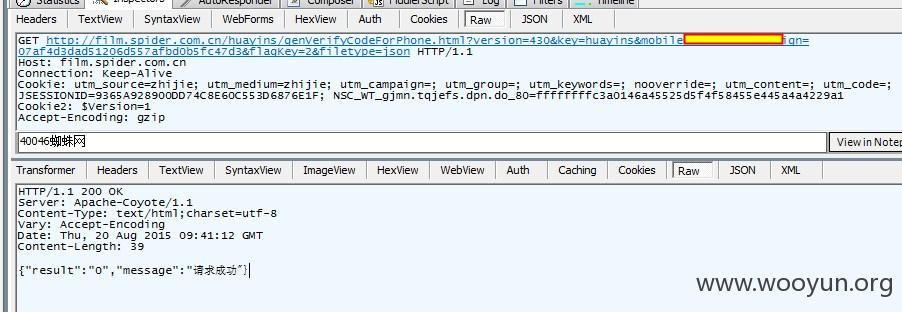 Statistics Inspectors AutoResponder Composer FiddlerScript Log Filters Timeline
Headers TextView SyntaxView WebForms HexView Auth Cookies Raw JSON XML
GET http://film.spider.com.cn/huayins/genVerifyCodeForPhone.html?version=430&key=huayins&mobile ign=
07af4d3dad51206d557afbd0b5fc47d3&flagKey=2&filetype=json HTTP/1.1
Host: film.spider.com.cn
Connection: Keep-Alive
Cookie: utm_source=zhijie; utm_medium=zhijie; utm_campaign=; utm_group=; utm_keywords=; nooverride=; utm_content=; utm_code=;
JSESSIONID=9365A928900DD74C8E60C553D6876E1F; NSC_WT_gjmn.tqjefs.dpn.do_80=ffffffffc3a0146a45525d5f4f58455e445a4a4229a1
Cookie2: $Version=1
Accept-Encoding: gzip
40046蜘蛛网
View in Notep
Transformer Headers TextView SyntaxView ImageView HexView WebView Auth Caching Cookies Raw JSON XML
HTTP/1.1 200 OK
Server: Apache-Coyote/1.1
Content-Type: text/html;charset=utf-8
Vary: Accept-Encoding
Date: Thu, 20 Aug 2015 09:41:12 GMT
Content-Length: 39
{"result":"0","message":"请求成功"}
www.wooyun.org